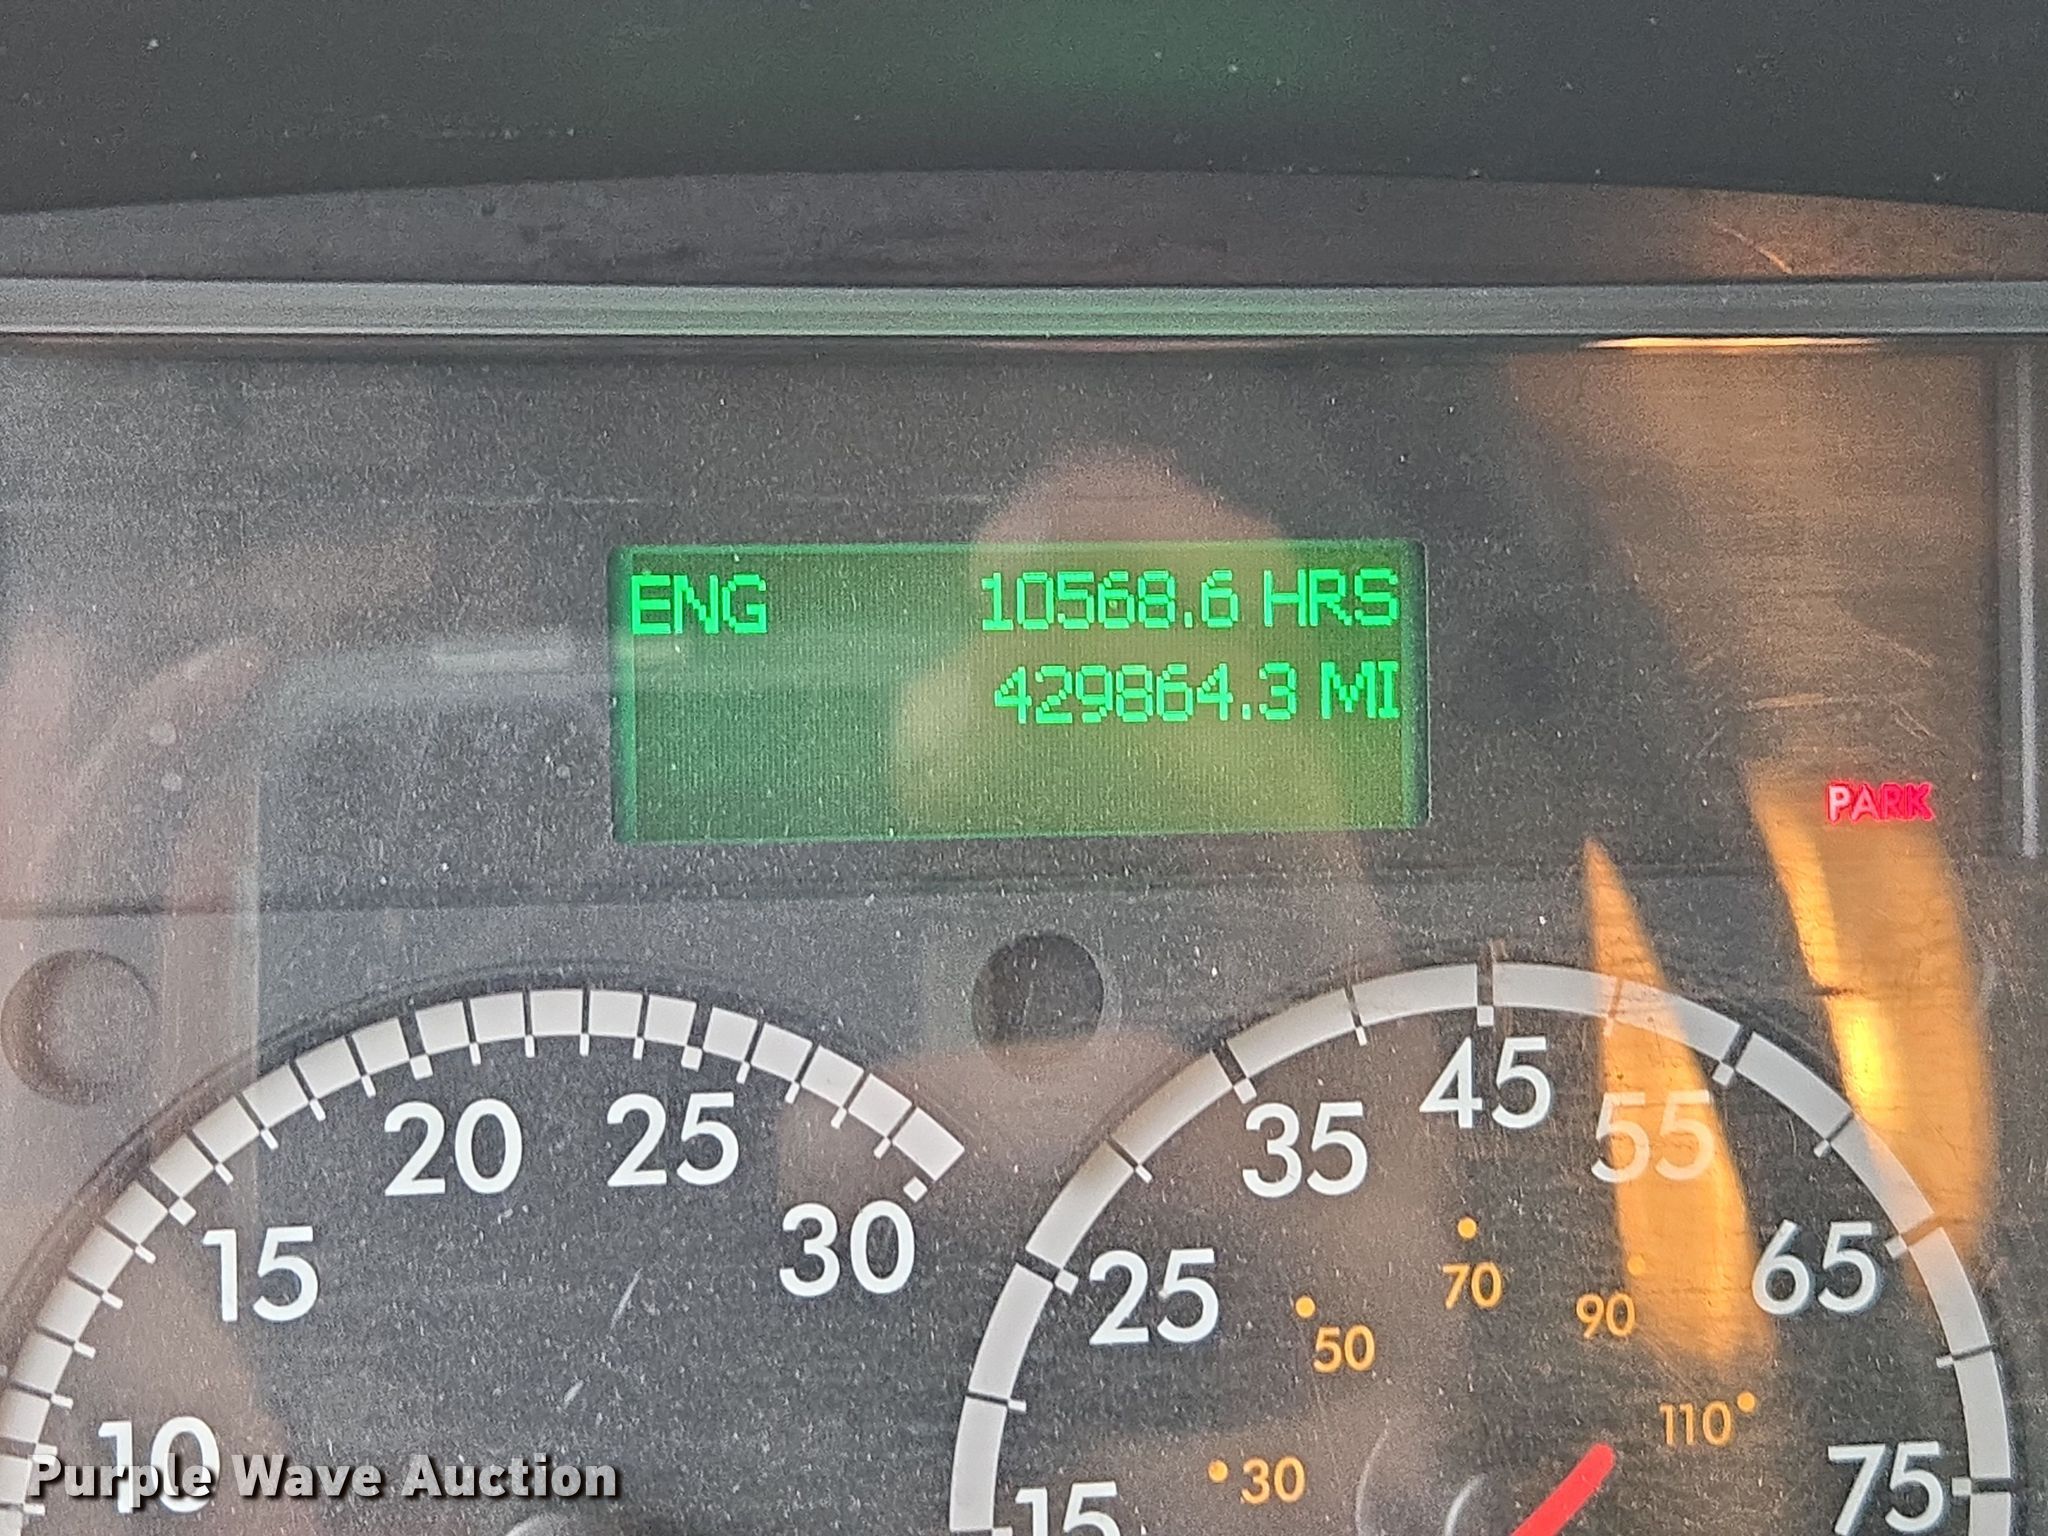 ENG 10568.6 HRS
429864.3 MI
PARK
10 15 20 25 30
15 25 35 45 55 65 75
30 50 70 90 110
Purple Wave Auction